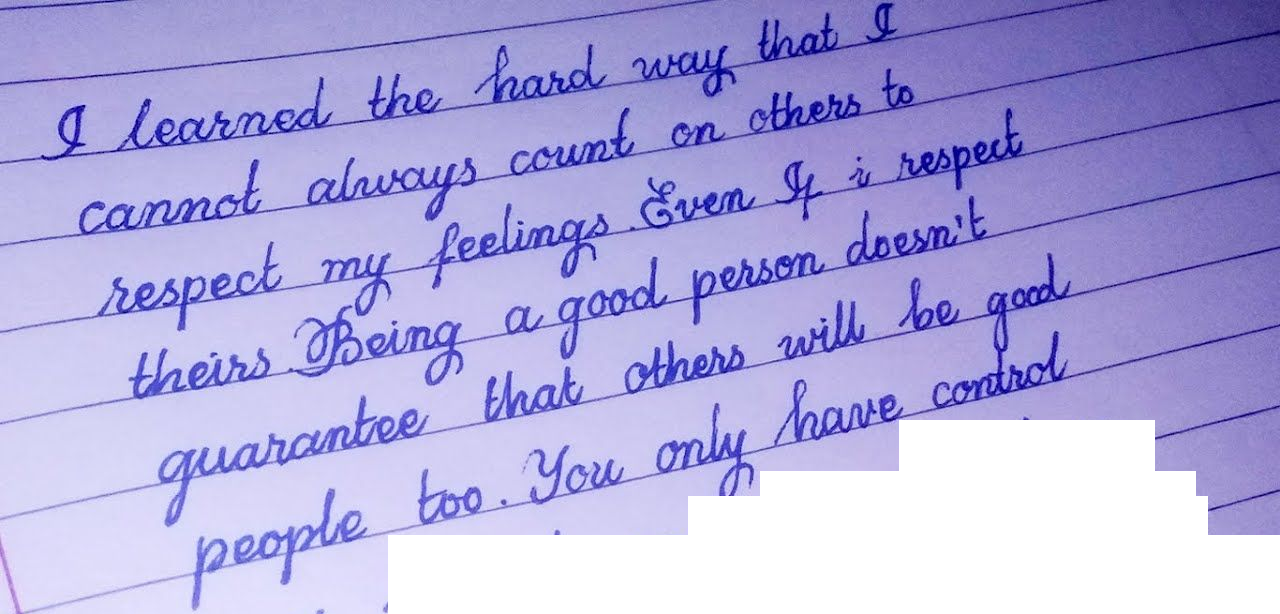 I learned the hard way that I
cannot always count on others to
respect my feelings. Even If i respect
theirs. Being a good person doesn't
guarantee that others will be good
people too. You only have control